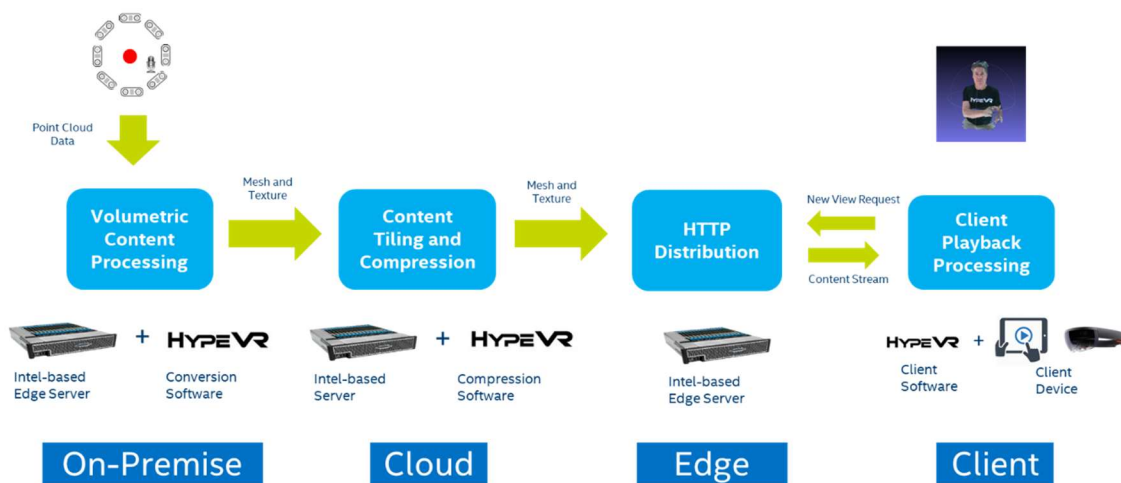 Point Cloud
Data
Volumetric
Content
Processing
Mesh and
Texture
Content
Tiling and
Compression
Mesh and
Texture
HTTP
Distribution
New View Request
Content Stream
HYPEVR
Client
Playback
Processing
+
HYPEVR
Intel-based
Edge Server
Conversion
Software
+
HYPEVR
Intel-based
Server
Compression
Software
Intel-based
Edge Server
HYPEVR
+
Client
Software
Client
Device
On-Premise
Cloud
Edge
Client